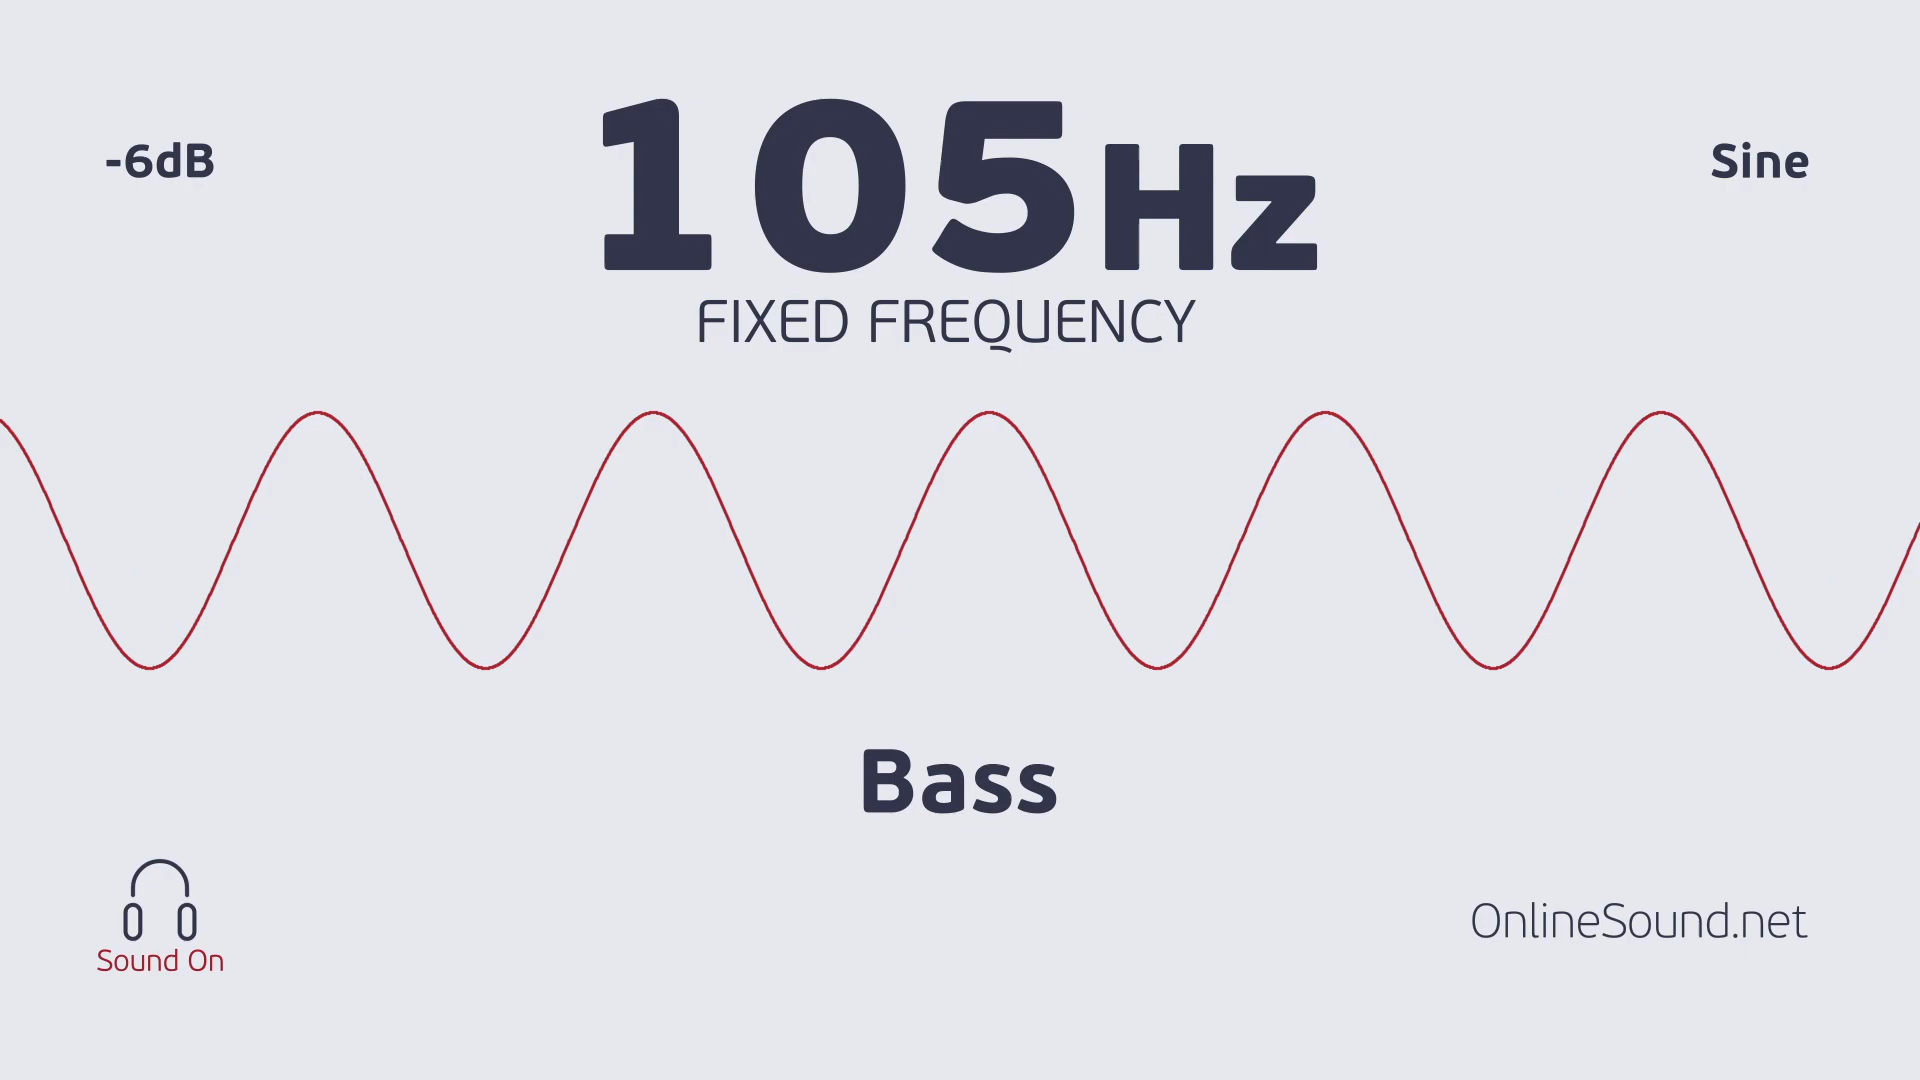 -6dB
105Hz
Sine
FIXED FREQUENCY
Bass
Sound On
OnlineSound.net